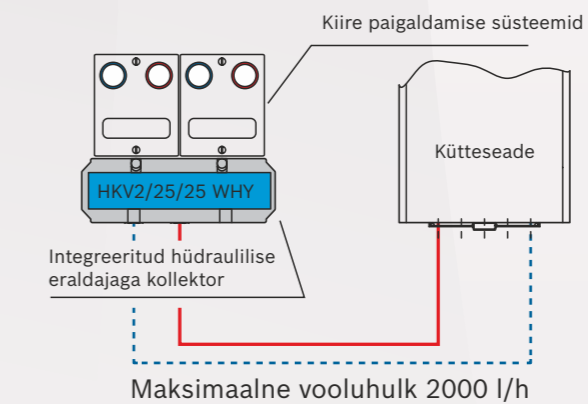 Kiire paigaldamise süsteemid
Kütteseade
HKV2/25/25 WHY
Integreeritud hüdraulilise
eraldajaga kollektor
Maksimaalne vooluhulk 2000 l/h